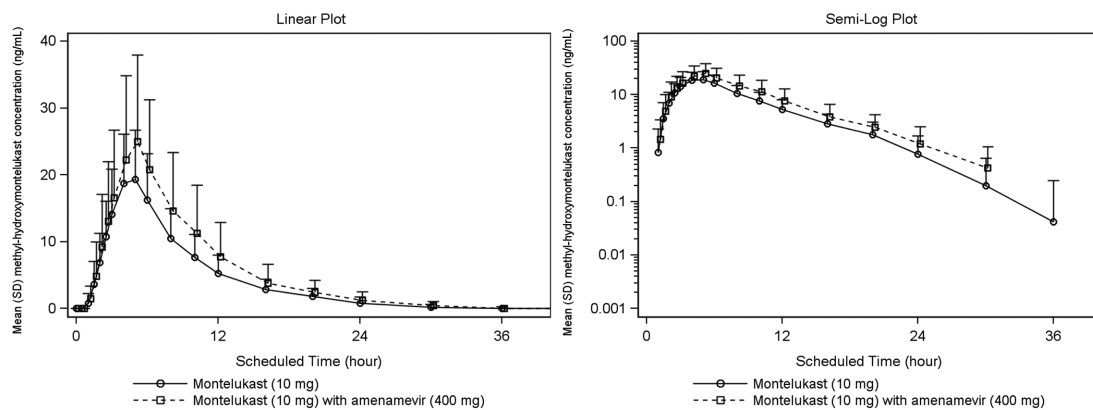 Linear Plot
Mean (SD) methyl-hydroxymontelukast concentration (ng/mL)
40
30
20
10
0
0
12
24
36
Scheduled Time (hour)
Montelukast (10 mg)
Montelukast (10 mg) with amenamevir (400 mg)
Semi-Log Plot
Mean (SD) methyl-hydroxymontelukast concentration (ng/mL)
100
10
1
0.1
0.01
0.001
0
12
24
36
Scheduled Time (hour)
Montelukast (10 mg)
Montelukast (10 mg) with amenamevir (400 mg)